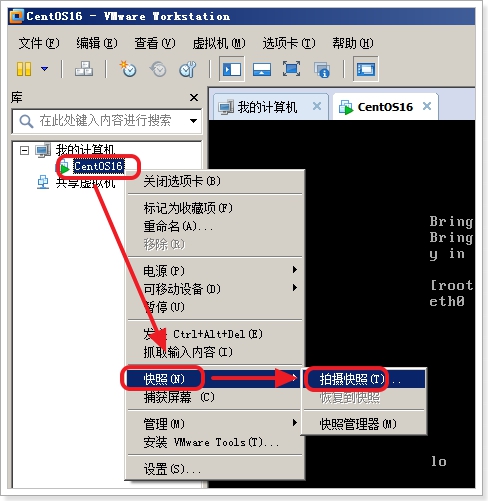 CentOS16 - VMware Workstation
文件(F) 编辑(E) 查看(V) 虚拟机(M) 选项卡(T) 帮助(H)
库
在此处键入内容进行搜索
我的计算机
CentOS16
共享虚拟机
我的计算机
CentOS16
关闭选项卡(B)
标记为收藏项(F)
重命名(A)...
移除(R)
电源(P)
可移动设备(D)
暂停(U)
Ctrl+Alt+Del(E)
抓取输入内容(I)
快照(N)
捕获屏幕 (C)
管理(M)
安装 VMware Tools(T)...
设置(S)...
拍摄快照(T)...
恢复到快照
快照管理器(M)
Bring
Bring
y in
[root
eth0
lo